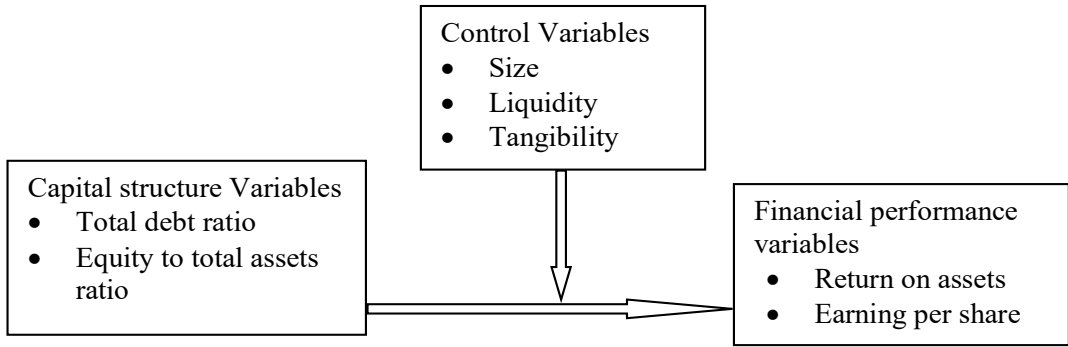 Control Variables
• Size
• Liquidity
• Tangibility
Capital structure Variables
• Total debt ratio
• Equity to total assets
ratio
Financial performance
variables
• Return on assets
• Earning per share